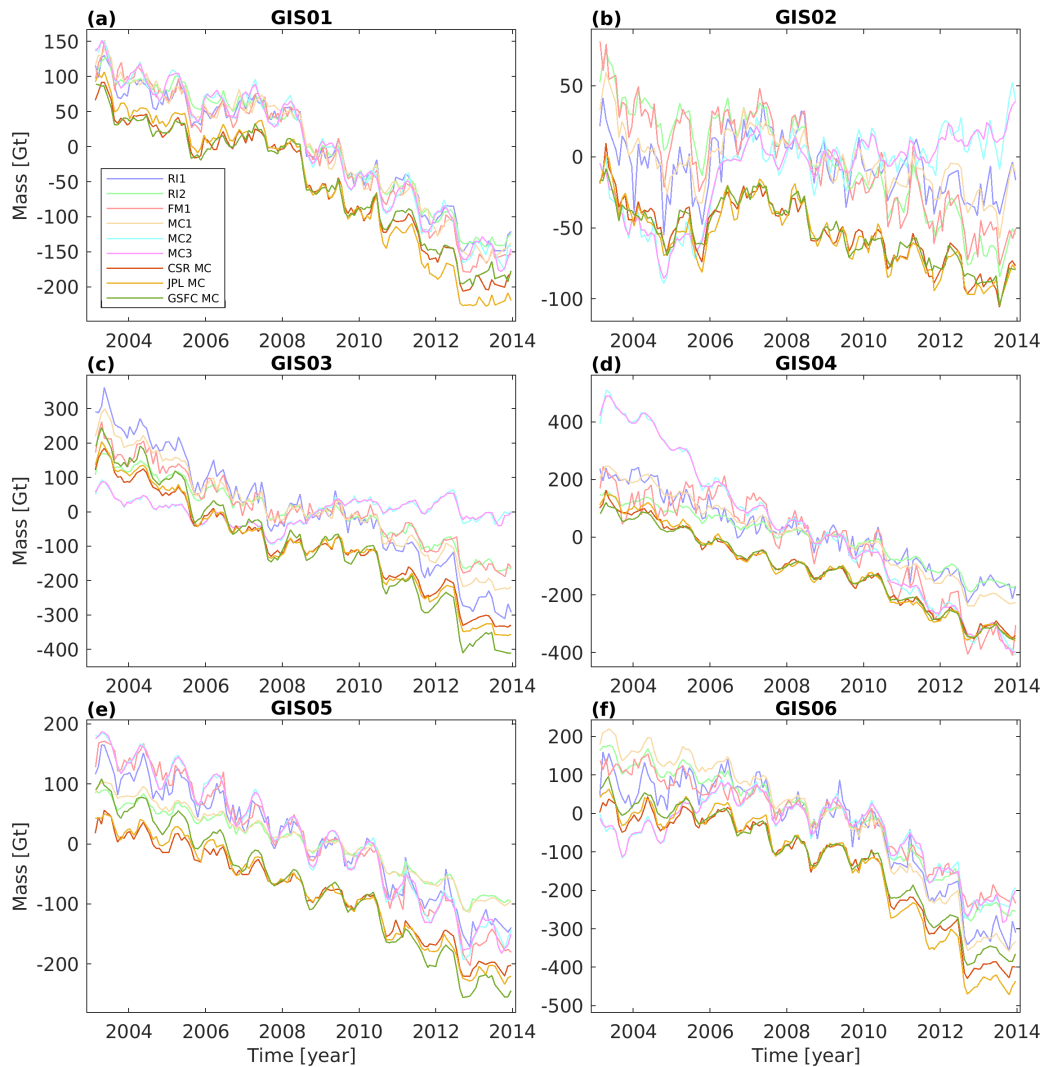 (a) GIS01
(b) GIS02
150
100
50
0
-50
-100
-150
-200
Mass [Gt]
RI1
RI2
FM1
MC1
MC2
MC3
CSR MC
JPL MC
GSFC MC
2004 2006 2008 2010 2012 2014
50
0
-50
-100
2004 2006 2008 2010 2012 2014
(c) GIS03
(d) GIS04
300
200
100
0
-100
-200
-300
-400
Mass [Gt]
2004 2006 2008 2010 2012 2014
400
200
0
-200
-400
2004 2006 2008 2010 2012 2014
(e) GIS05
(f) GIS06
200
100
0
-100
-200
Mass [Gt]
2004 2006 2008 2010 2012 2014
Time [year]
200
100
0
-100
-200
-300
-400
-500
2004 2006 2008 2010 2012 2014
Time [year]